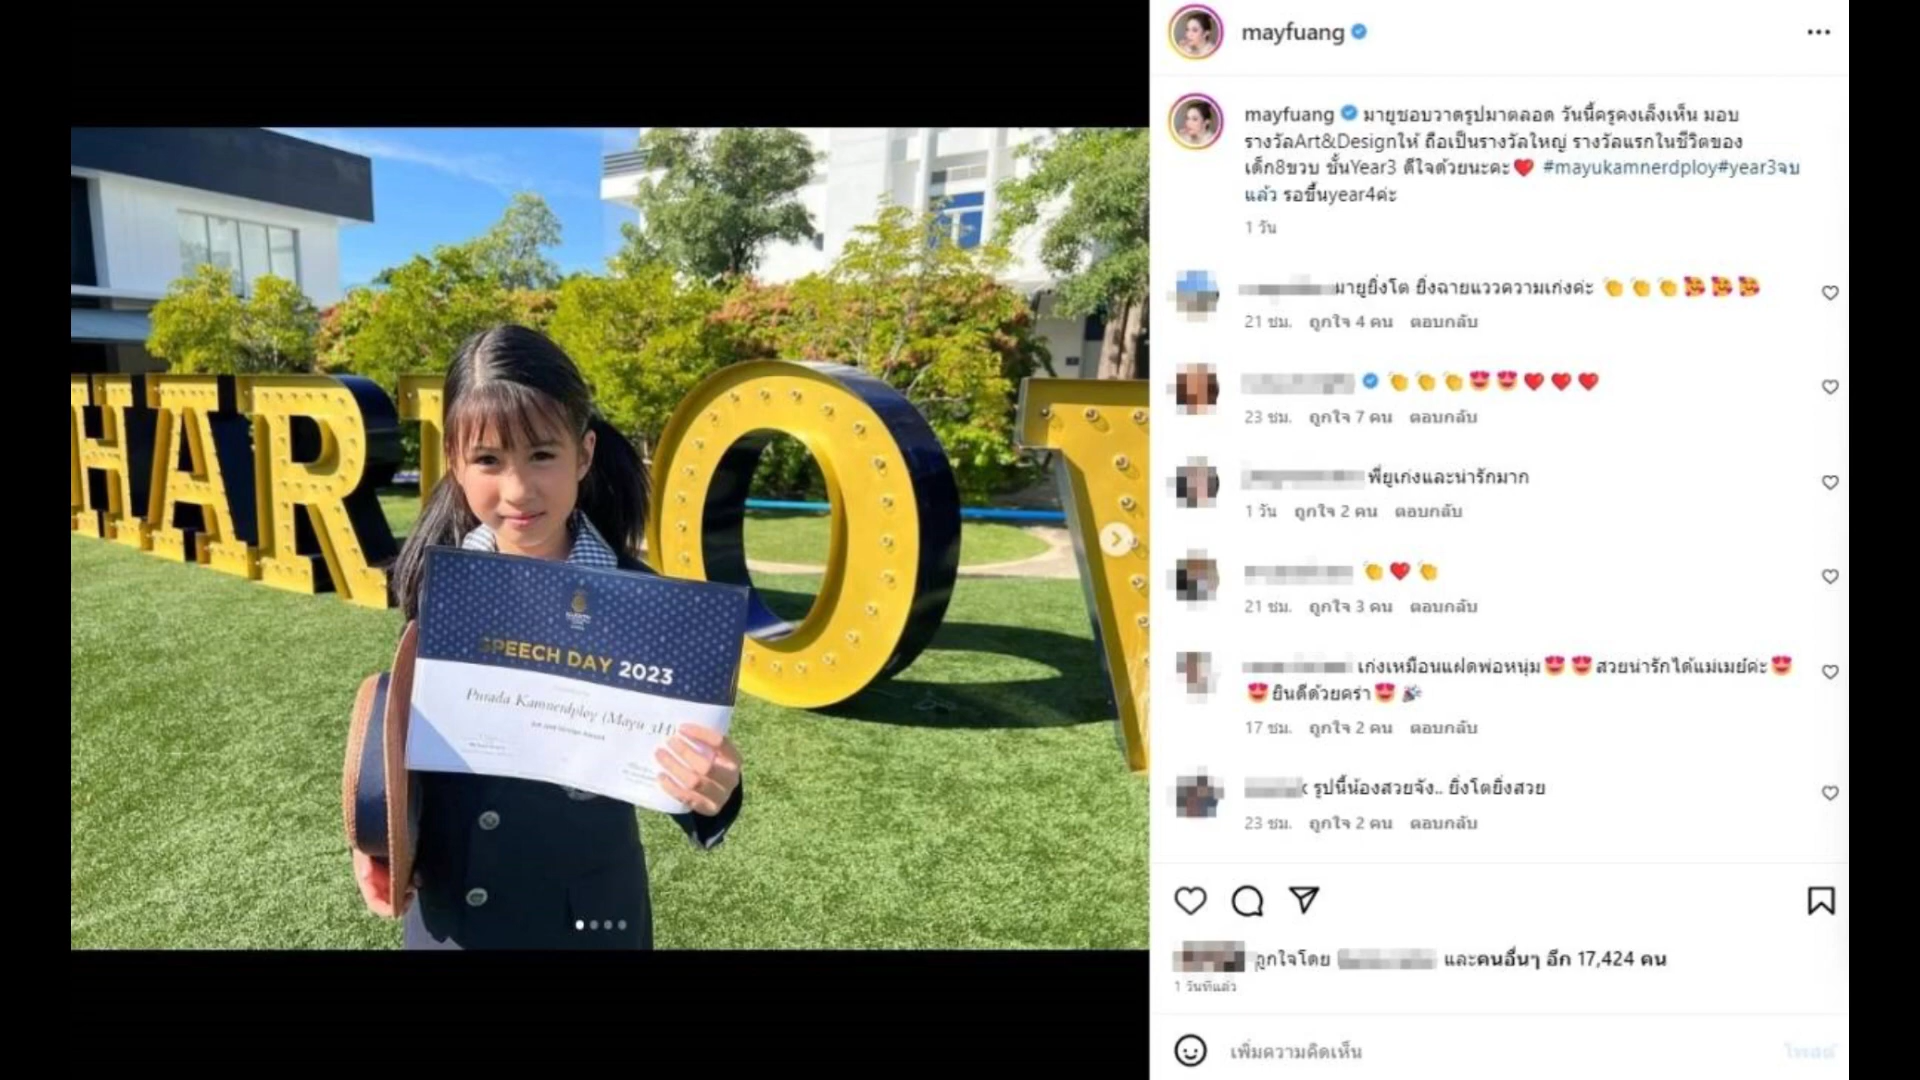 mayfuang
mayfuang มายูชอบวาดรูปมาตลอด วันนี้ครูคงเล็งเห็น มอบ
รางวัลArt&Designให้ ถือเป็นรางวัลใหญ่ รางวัลแรกในชีวิตของ
เด็ก8ขวบ ชั้นYear3 ดีใจด้วยนะคะ❤️ #mayukamnerdploy#year3จบ
แล้ว รอขึ้นyear4ค่ะ
1 วัน
มายูยิ่งโต ยิ่งฉายแววความเก่งค่ะ 👏👏👏🥰🥰🥰
21 ชม. ถูกใจ 4 คน ตอบกลับ
👏👏👏😍😍❤️❤️❤️
23 ชม. ถูกใจ 7 คน ตอบกลับ
พี่ยูเก่งและน่ารักมาก
1 วัน ถูกใจ 2 คน ตอบกลับ
👏❤️👏
21 ชม. ถูกใจ 3 คน ตอบกลับ
เก่งเหมือนแฝดพ่อหนุ่ม😍😍สวยน่ารักได้แม่เมย์ค่ะ😍
😍ยินดีด้วยคร่า😍🎉
17 ชม. ถูกใจ 2 คน ตอบกลับ
รูปนี้น้องสวยจัง.. ยิ่งโตยิ่งสวย
23 ชม. ถูกใจ 2 คน ตอบกลับ
ถูกใจโดย และคนอื่นๆ อีก 17,424 คน
1 วันที่แล้ว
เพิ่มความคิดเห็น
โพสต์
HAR OV
SPEECH DAY 2023
Purada Kamnerdploy (Mayu 3H)